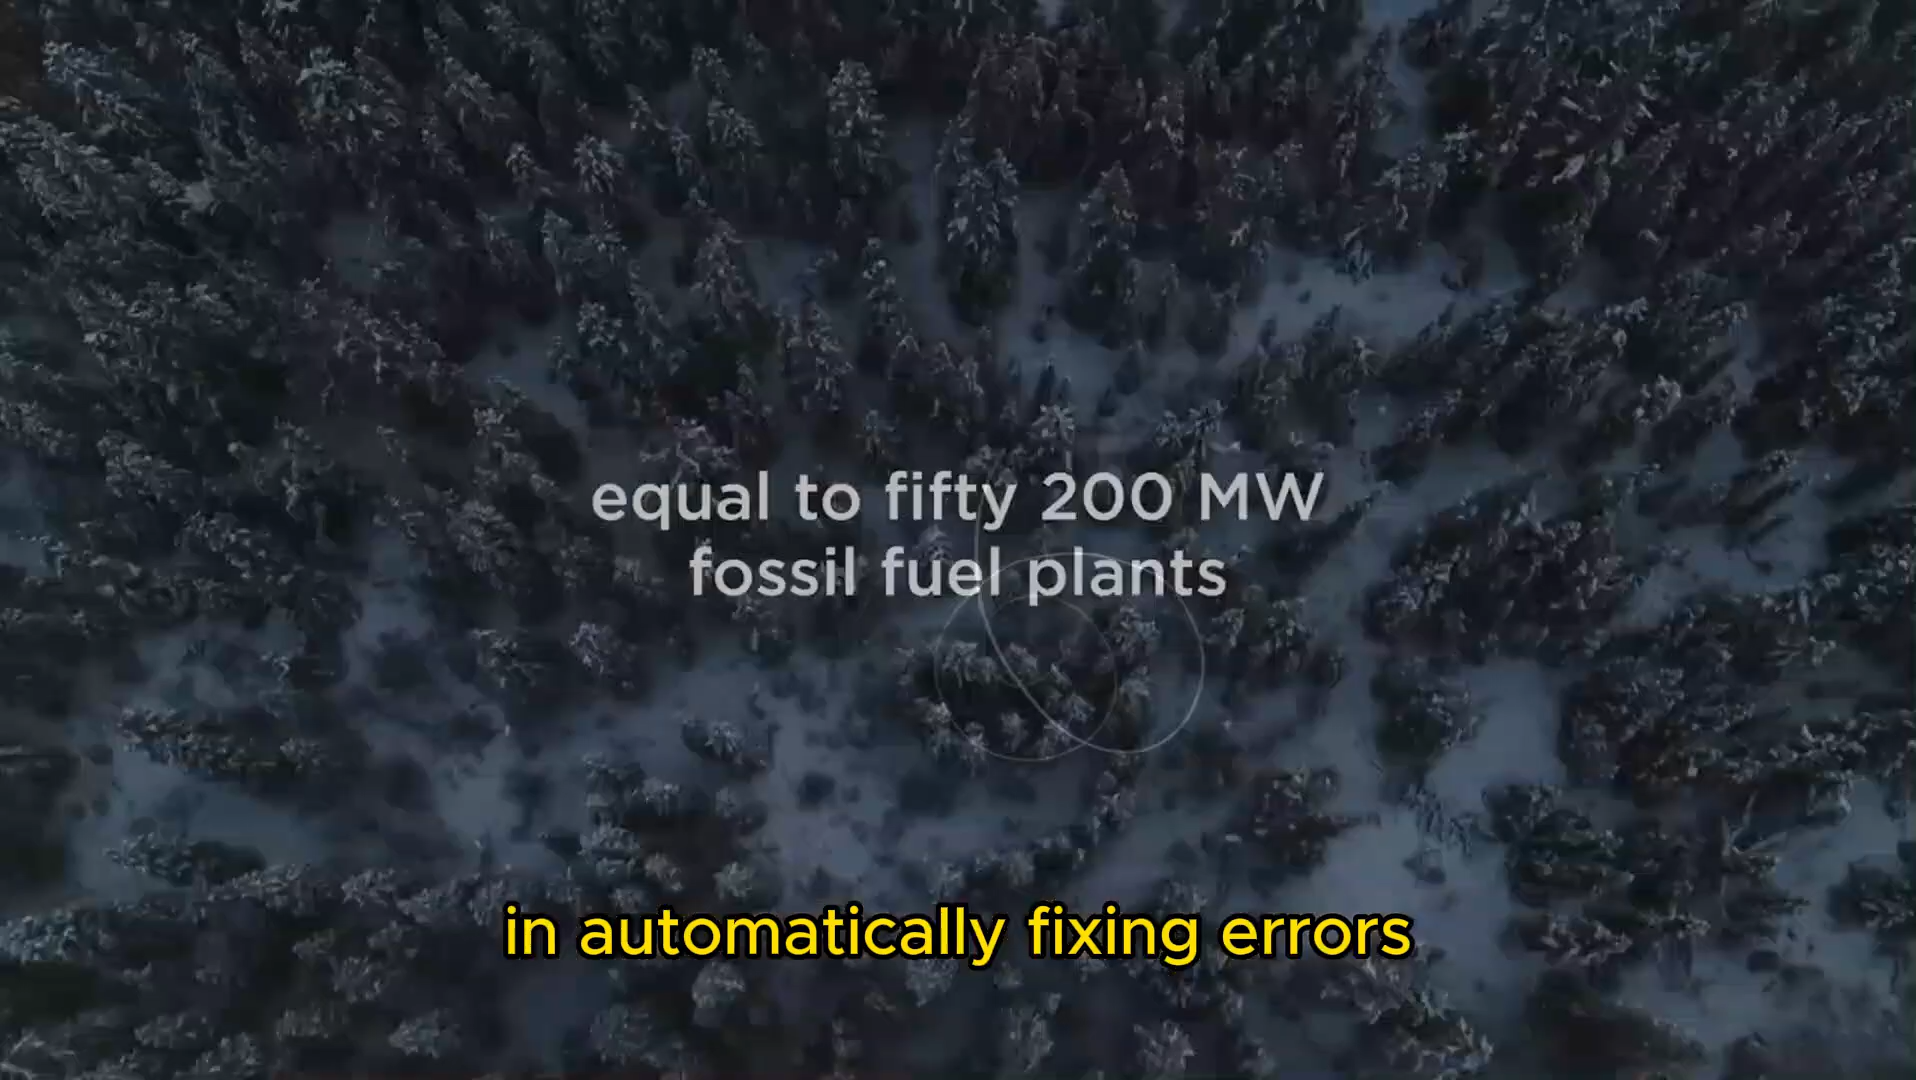 equal to fifty 200 MW
fossil fuel plants
in automatically fixing errors